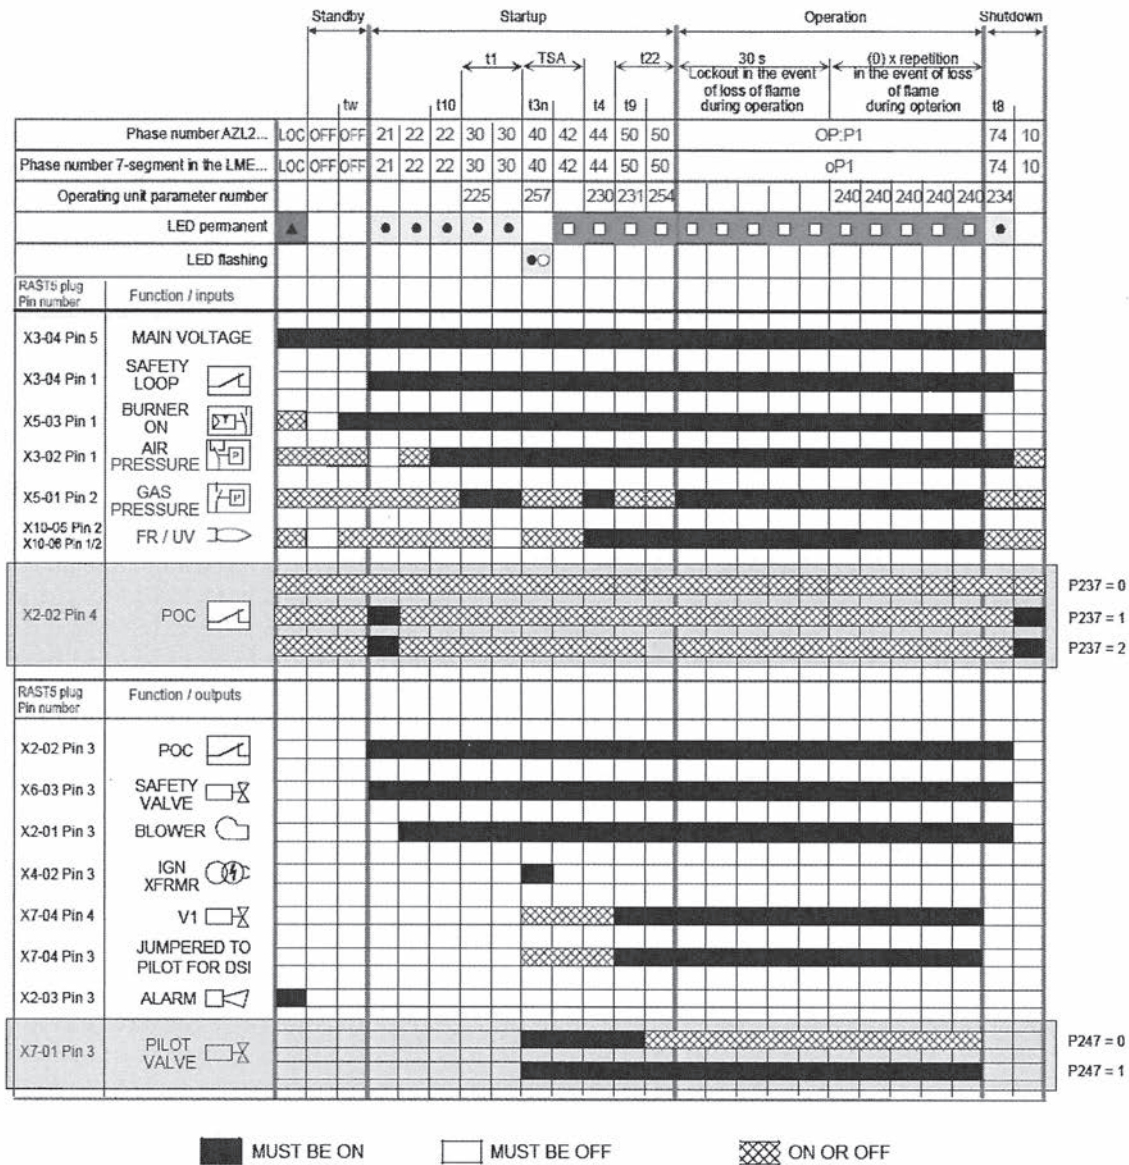 Standby Startup Operation Shutdown
t1 TSA t22 30 s (0) x repetition
Lockout in the event in the event of loss
of loss of flame of flame
during operation during opterion
tw t10 t3n t4 t9 t8
Phase number AZL2... LOC OFF OFF 21 22 22 30 30 40 42 44 50 50 OP:P1 74 10
Phase number 7-segment in the LME... LOC OFF OFF 21 22 22 30 30 40 42 44 50 50 oP1 74 10
Operating unit parameter number 225 257 230 231 254 240 240 240 240 240 234
LED permanent
LED flashing
RAST5 plug
Pin number
Function / inputs
X3-04 Pin 5 MAIN VOLTAGE
X3-04 Pin 1 SAFETY
LOOP
X5-03 Pin 1 BURNER
ON
X3-02 Pin 1 AIR
PRESSURE P
X5-01 Pin 2 GAS
PRESSURE P
X10-05 Pin 2
X10-06 Pin 1/2
FR / UV
P237 = 0
X2-02 Pin 4 POC P237 = 1
P237 = 2
RAST5 plug
Pin number
Function / outputs
X2-02 Pin 3 POC
X6-03 Pin 3 SAFETY
VALVE
X2-01 Pin 3 BLOWER
X4-02 Pin 3 IGN
XFRMR
X7-04 Pin 4 V1
X7-04 Pin 3 JUMPERED TO
PILOT FOR DSI
X2-03 Pin 3 ALARM
X7-01 Pin 3 PILOT
VALVE
P247 = 0
P247 = 1
MUST BE ON MUST BE OFF ON OR OFF